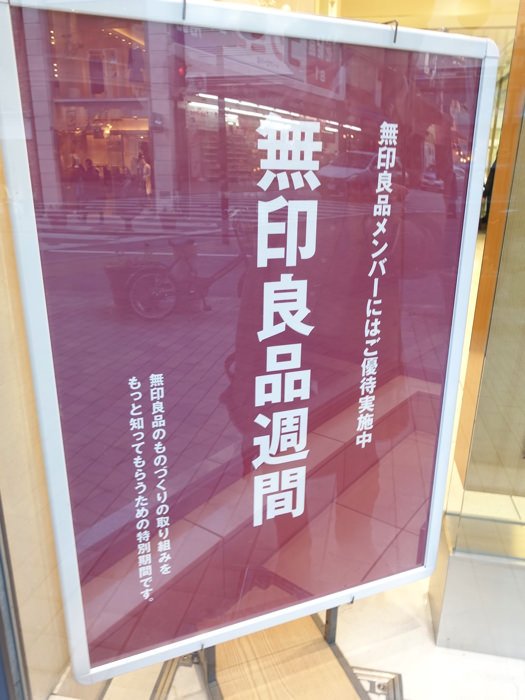 無印良品メンバーにはご優待実施中
無印良品週間
無印良品のものづくりの取り組みを
もっと知ってもらうための特別期間です。